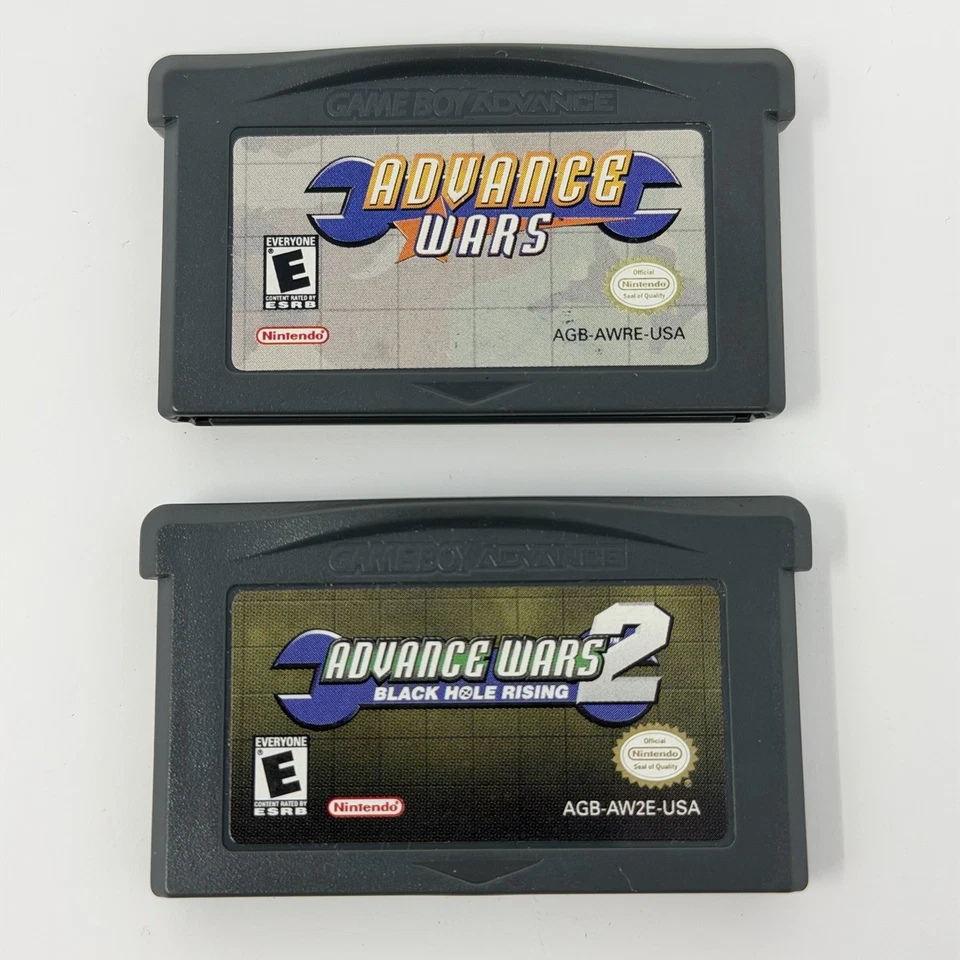 GAME BOY ADVANCE
ADVANCE
WARS
EVERYONE
E
CONTENT RATED BY
ESRB
®
Official
Nintendo
Seal of Quality
Nintendo
AGB-AWRE-USA
GAME BOY ADVANCE
ADVANCE WARS 2
BLACK HOLE RISING
EVERYONE
E
CONTENT RATED BY
ESRB
®
Official
Nintendo
Seal of Quality
®
Nintendo
AGB-AW2E-USA